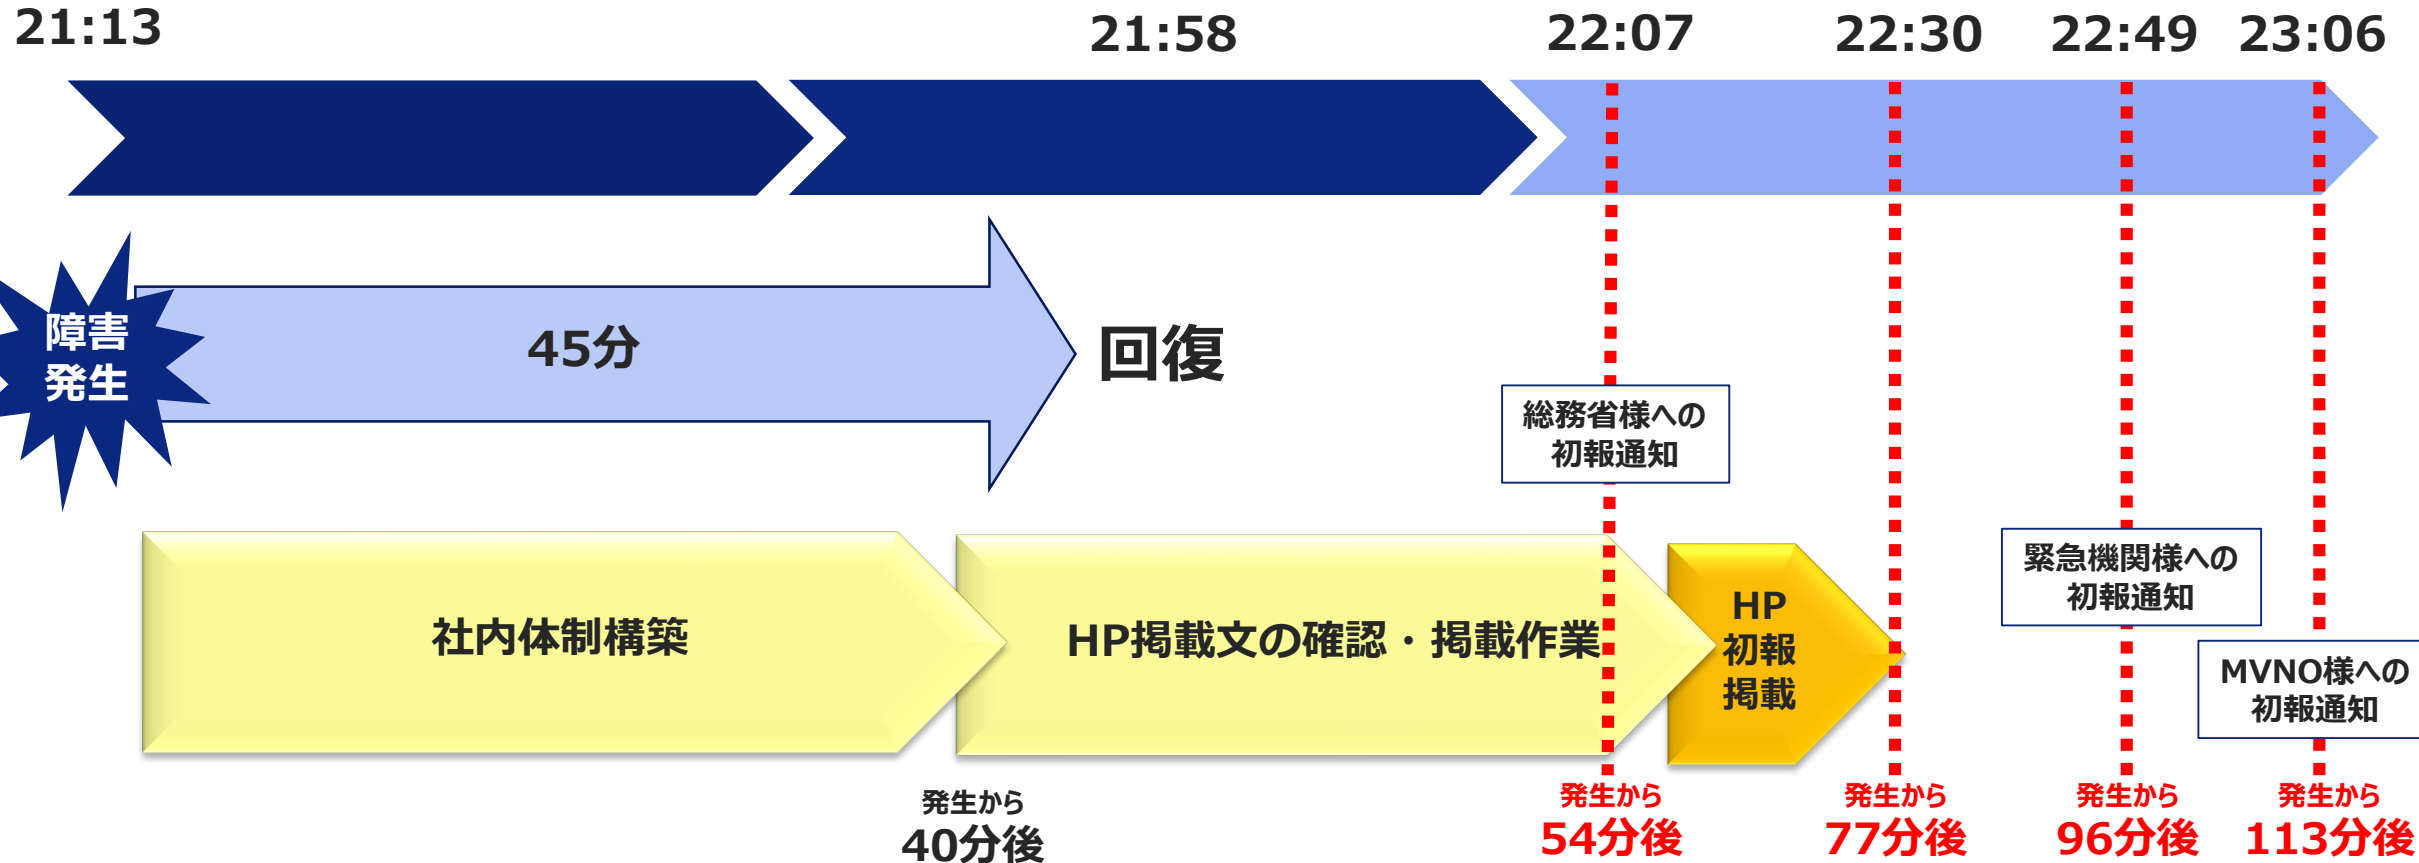 21:13
21:58
22:07
22:30
22:49
23:06
障害
発生
45分
回復
総務省様への
初報通知
緊急機関様への
初報通知
MVNO様への
初報通知
社内体制構築
HP掲載文の確認・掲載作業
HP
初報
掲載
発生から
40分後
発生から
54分後
発生から
77分後
発生から
96分後
発生から
113分後